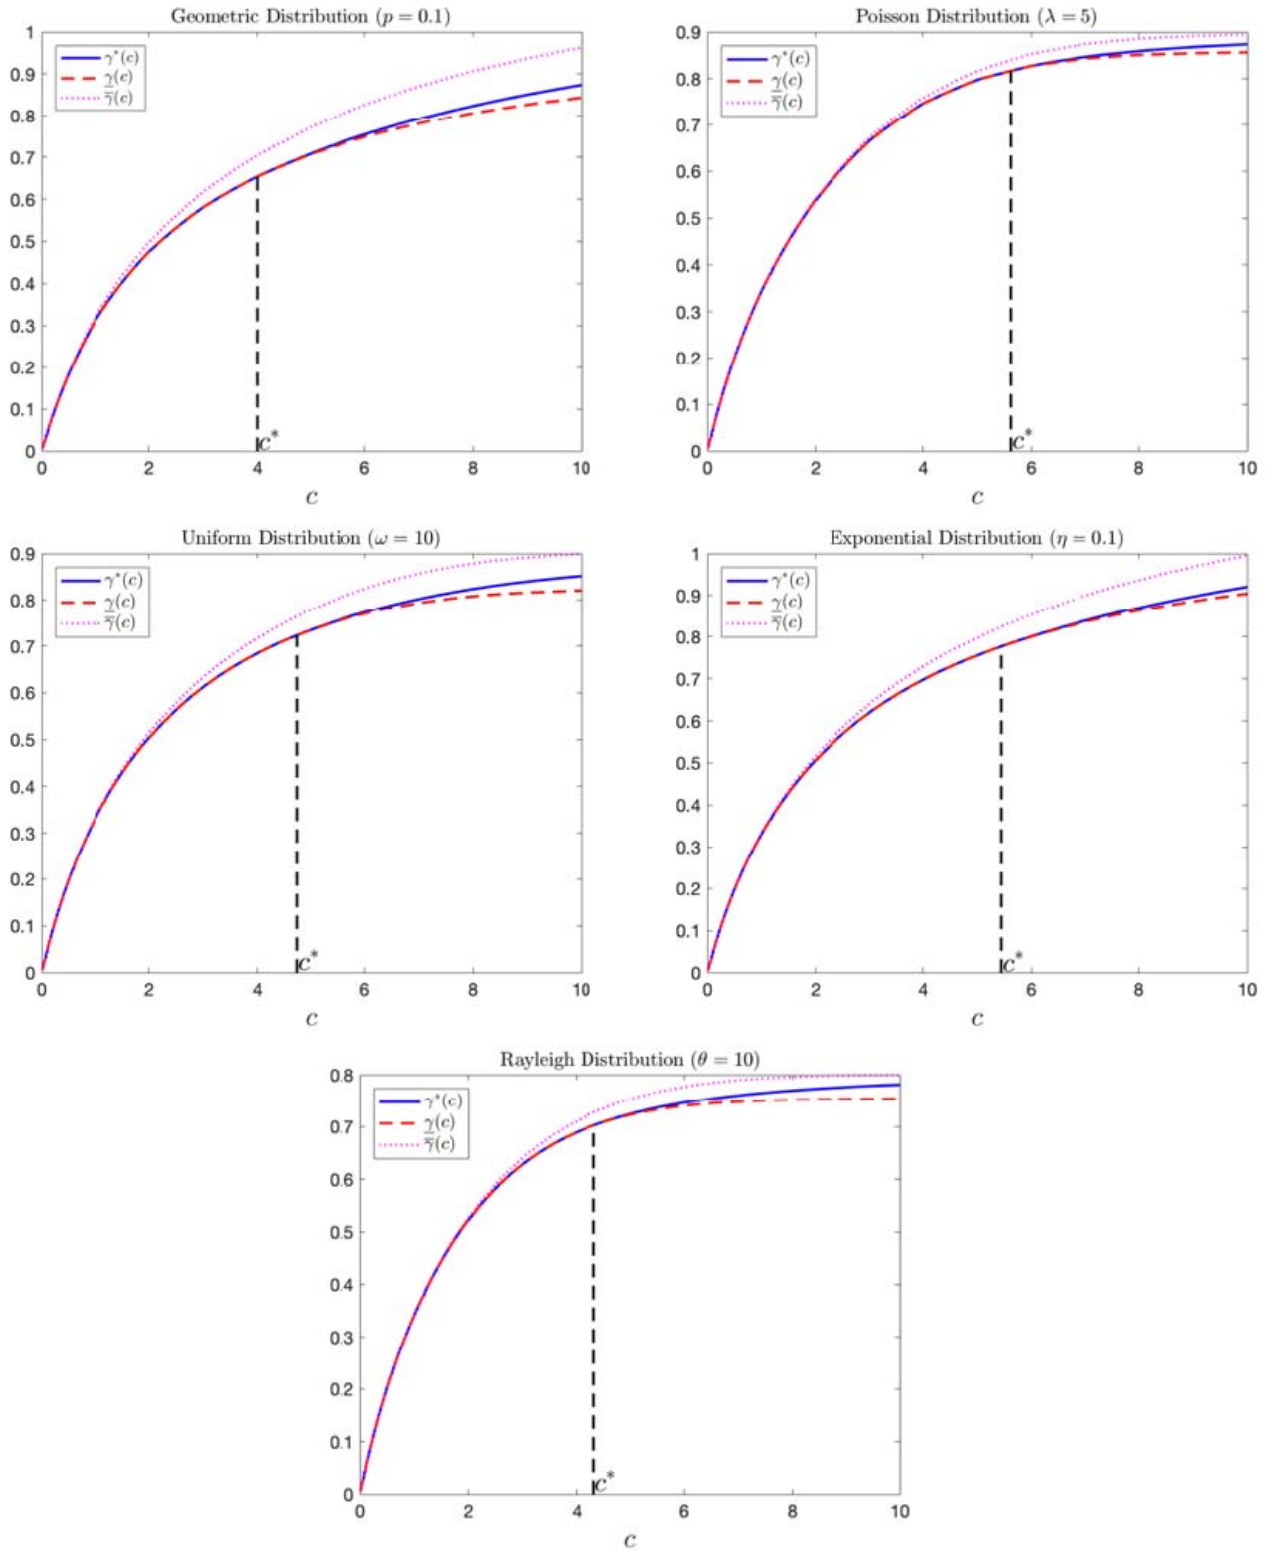 Geometric Distribution (p = 0.1)
γ*(c)
γ(c)
γ̄(c)
1
0.9
0.8
0.7
0.6
0.5
0.4
0.3
0.2
0.1
0
c*
0 2 4 6 8 10
c
Poisson Distribution (λ = 5)
γ*(c)
γ(c)
γ̄(c)
0.9
0.8
0.7
0.6
0.5
0.4
0.3
0.2
0.1
0
c*
0 2 4 6 8 10
c
Uniform Distribution (ω = 10)
γ*(c)
γ(c)
γ̄(c)
0.9
0.8
0.7
0.6
0.5
0.4
0.3
0.2
0.1
0
c*
0 2 4 6 8 10
c
Exponential Distribution (η = 0.1)
γ*(c)
γ(c)
γ̄(c)
1
0.9
0.8
0.7
0.6
0.5
0.4
0.3
0.2
0.1
0
c*
0 2 4 6 8 10
c
Rayleigh Distribution (θ = 10)
γ*(c)
γ(c)
γ̄(c)
0.8
0.7
0.6
0.5
0.4
0.3
0.2
0.1
0
c*
0 2 4 6 8 10
c